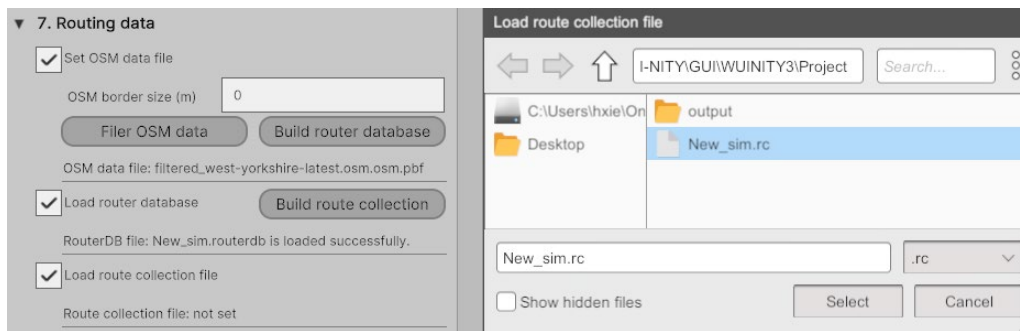 7. Routing data
Set OSM data file
OSM border size (m) 0
Filer OSM data Build router database
OSM data file: filtered_west-yorkshire-latest.osm.osm.pbf
Load router database Build route collection
RouterDB file: New_sim.routerdb is loaded successfully.
Load route collection file
Route collection file: not set
Load route collection file
I-NITY\GUI\WUINITY3\Project Search...
C:\Users\hxie\On output
Desktop New_sim.rc
New_sim.rc .rc
Show hidden files Select Cancel